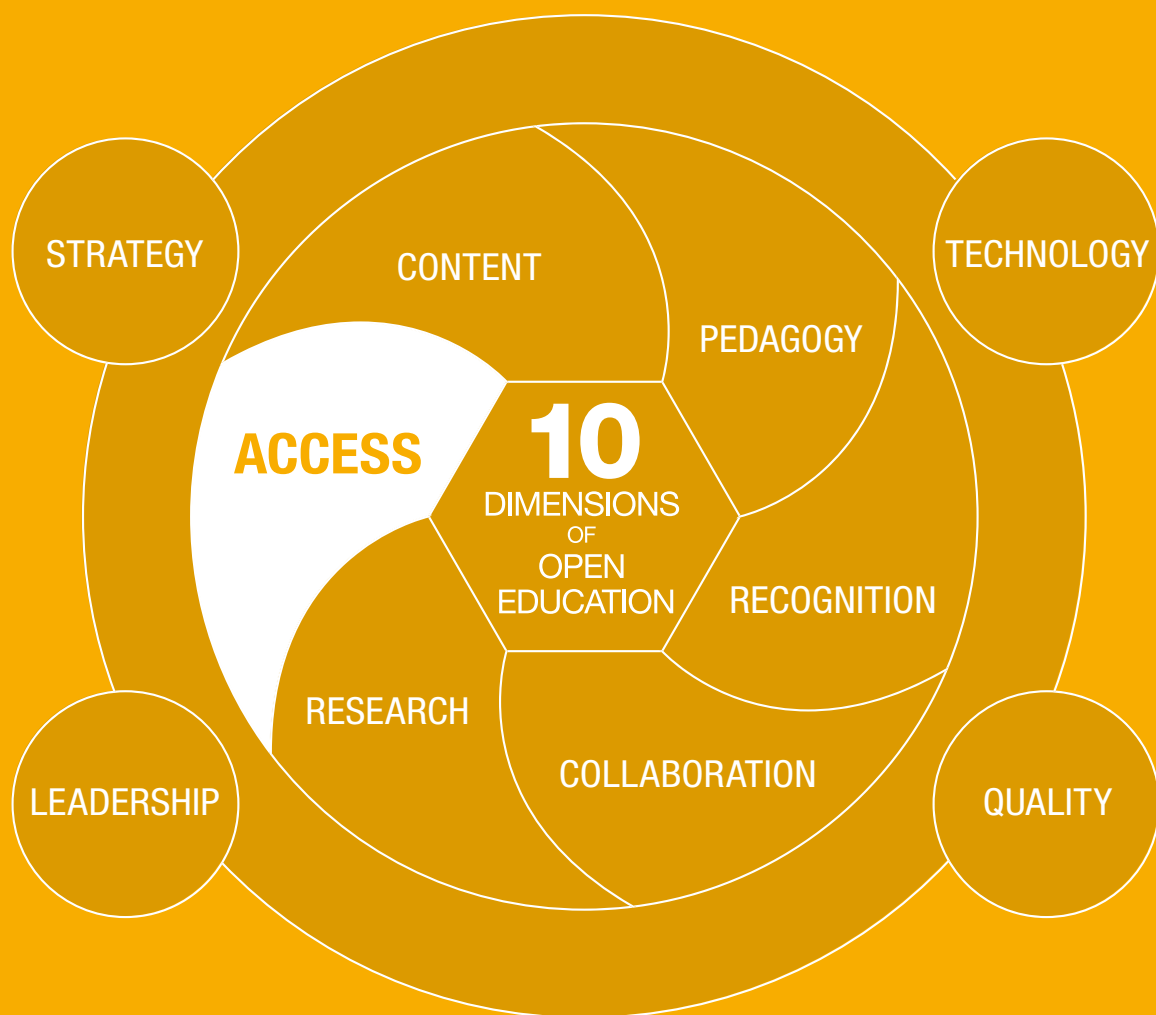 STRATEGY
TECHNOLOGY
CONTENT
PEDAGOGY
ACCESS
10
DIMENSIONS
OF
OPEN
EDUCATION
RECOGNITION
RESEARCH
COLLABORATION
LEADERSHIP
QUALITY